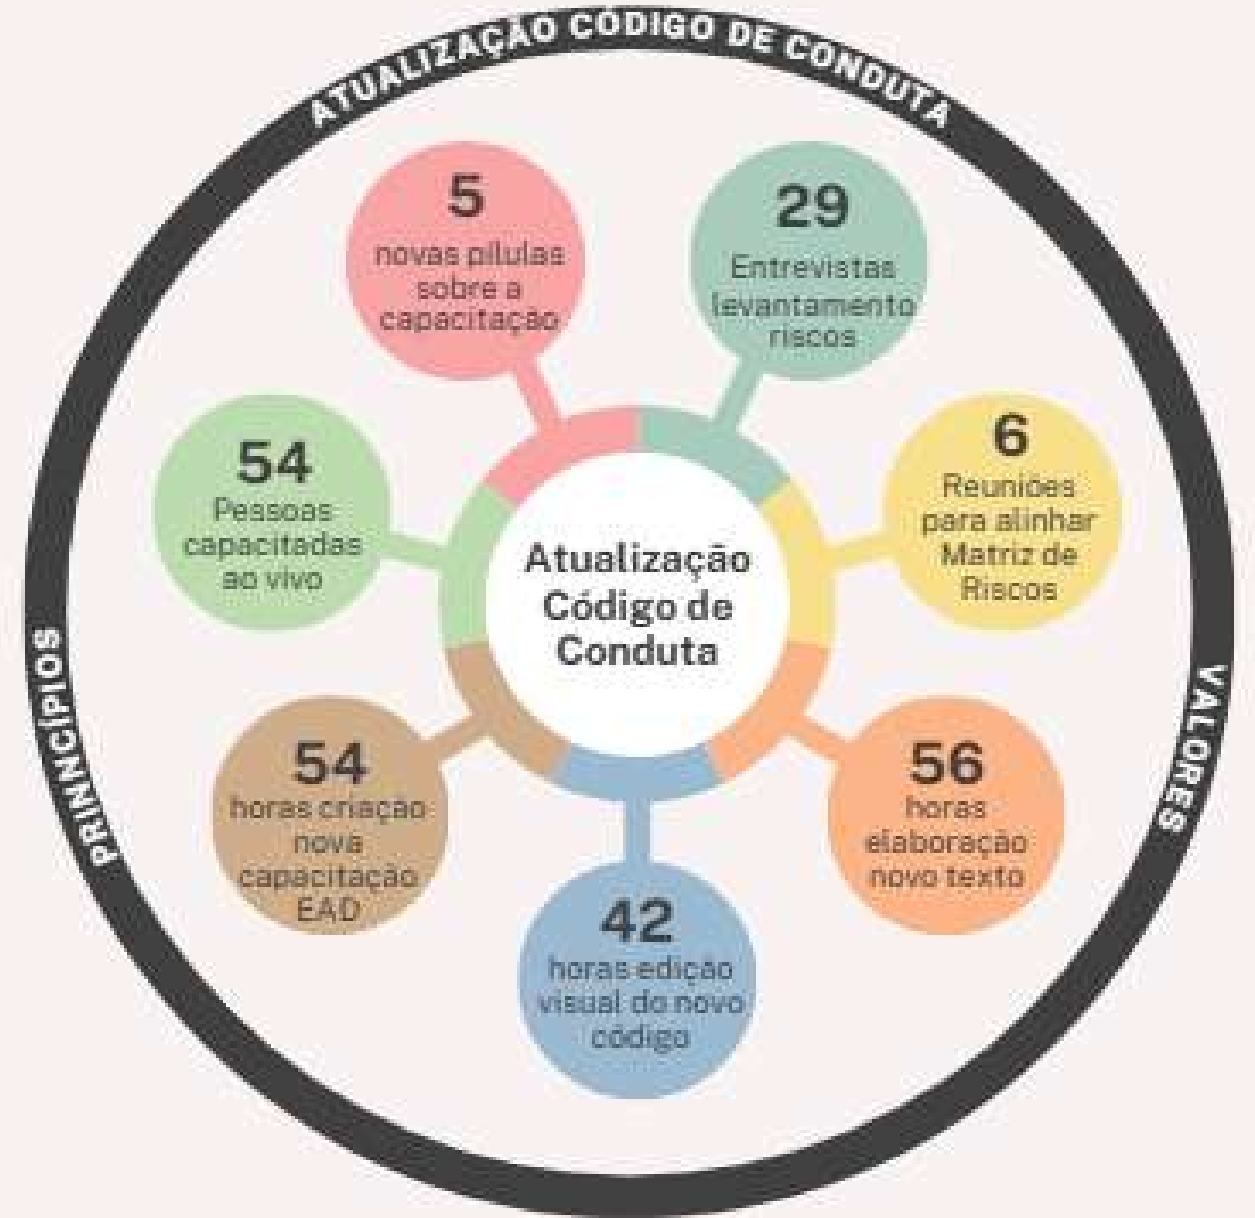 ATUALIZAÇÃO CÓDIGO DE CONDUTA
5
novas pílulas
sobre a
capacitação
29
Entrevistas
levantamento
riscos
54
Pessoas
capacitadas
ao vivo
6
Reuniões
para alinhar
Matriz de
Riscos
Atualização
Código de
Conduta
PRINCÍPIOS
VALORES
54
horas criação
nova
capacitação
EAD
56
horas
elaboração
novo texto
42
horas edição
visual do novo
código